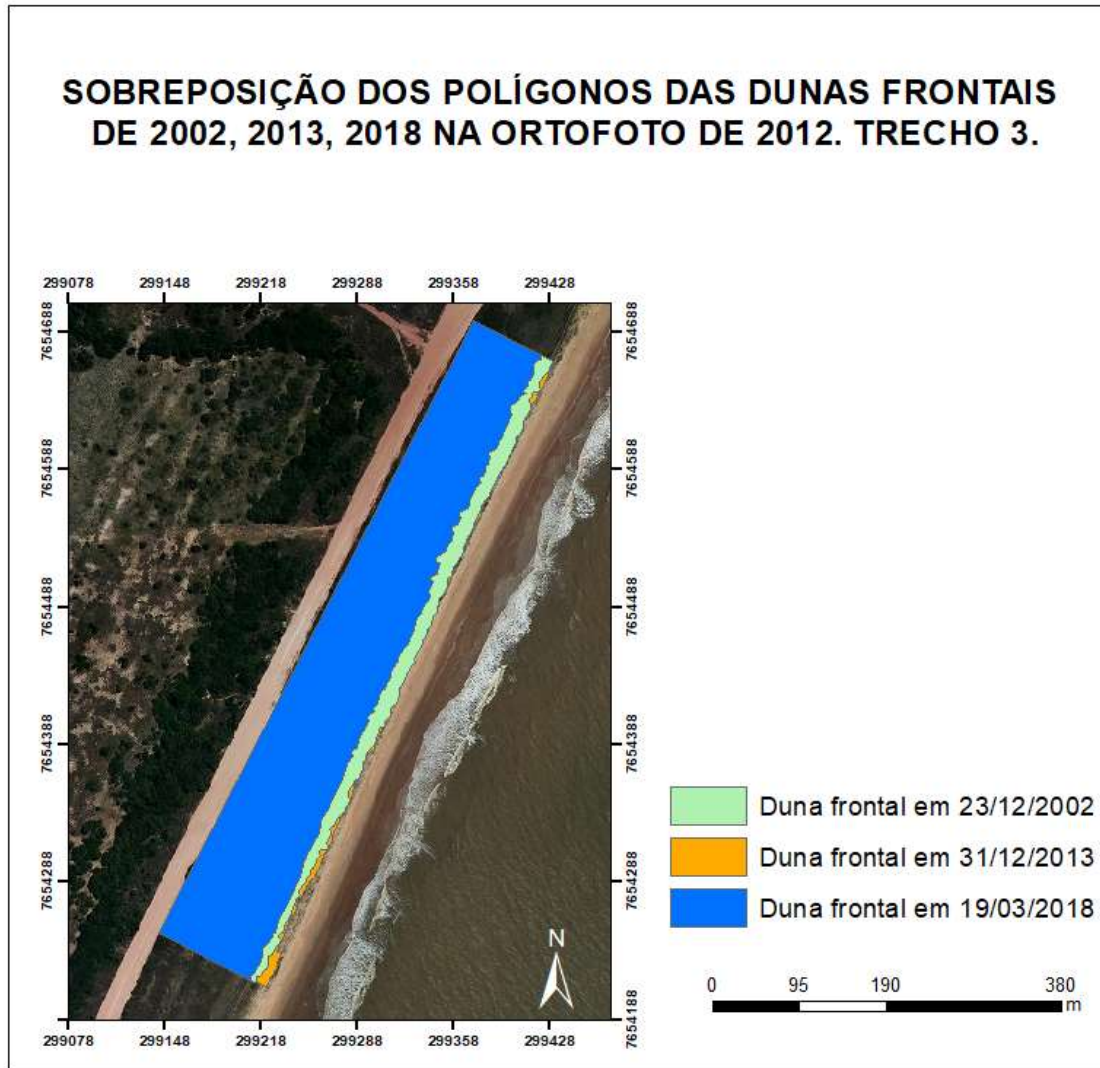 SOBREPOSIÇÃO DOS POLÍGONOS DAS DUNAS FRONTAIS
DE 2002, 2013, 2018 NA ORTOFOTO DE 2012. TRECHO 3.
299078 299148 299218 299288 299358 299428
7654688 7654688
7654588 7654588
7654488 7654488
7654388 7654388
7654288 7654288
7654188
299078 299148 299218 299288 299358 299428
N
Duna frontal em 23/12/2002
Duna frontal em 31/12/2013
Duna frontal em 19/03/2018
0 95 190 380
m